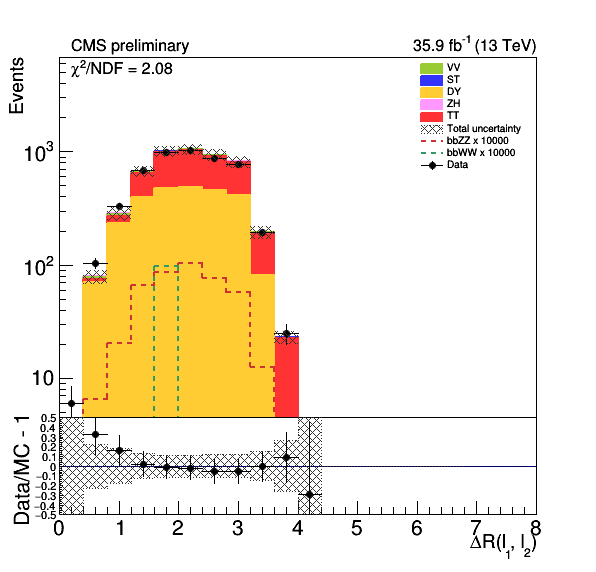 CMS preliminary 35.9 fb⁻¹ (13 TeV)
χ²/NDF = 2.08
Events
VV
ST
DY
ZH
TT
Total uncertainty
bbZZ x 10000
bbWW x 10000
Data
10³
10²
10
Data/MC - 1
0.5
0.4
0.3
0.2
0.1
0
−0.1
−0.2
−0.3
−0.4
−0.5
0 1 2 3 4 5 6 7 8
ΔR(l₁, l₂)